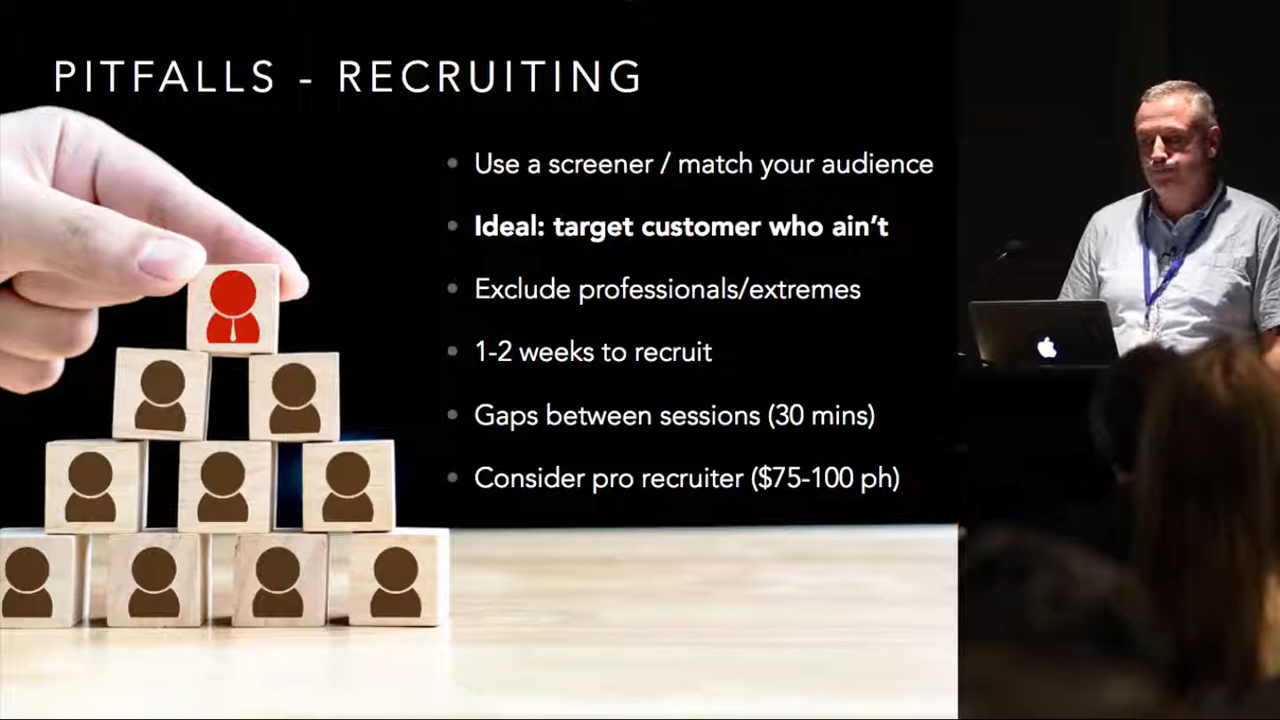 PITFALLS - RECRUITING
Use a screener / match your audience
Ideal: target customer who ain't
Exclude professionals/extremes
1-2 weeks to recruit
Gaps between sessions (30 mins)
Consider pro recruiter ($75-100 ph)